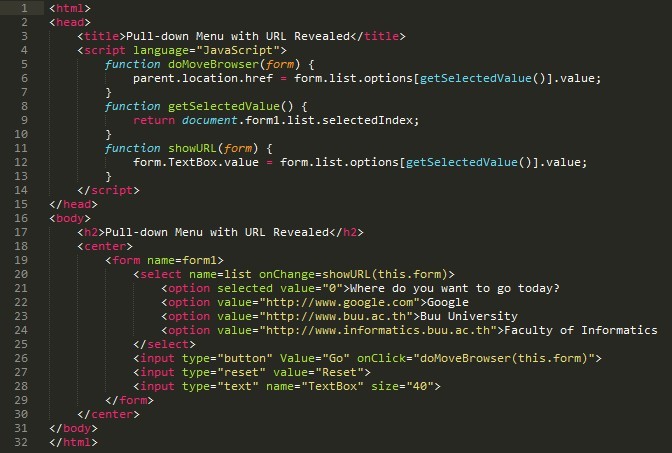 1 <html>
2 <head>
3     <title>Pull-down Menu with URL Revealed</title>
4     <script language="JavaScript">
5         function doMoveBrowser(form) {
6             parent.location.href = form.list.options[getSelectedValue()].value;
7         }
8         function getSelectedValue() {
9             return document.form1.list.selectedIndex;
10         }
11         function showURL(form) {
12             form.TextBox.value = form.list.options[getSelectedValue()].value;
13         }
14     </script>
15 </head>
16 <body>
17     <h2>Pull-down Menu with URL Revealed</h2>
18     <center>
19         <form name=form1>
20             <select name=list onChange=showURL(this.form)>
21                 <option selected value="0">Where do you want to go today?
22                 <option value="http://www.google.com">Google
23                 <option value="http://www.buu.ac.th">Buu University
24                 <option value="http://www.informatics.buu.ac.th">Faculty of Informatics
25             </select>
26             <input type="button" Value="Go" onClick="doMoveBrowser(this.form)">
27             <input type="reset" value="Reset">
28             <input type="text" name="TextBox" size="40">
29         </form>
30     </center>
31 </body>
32 </html>